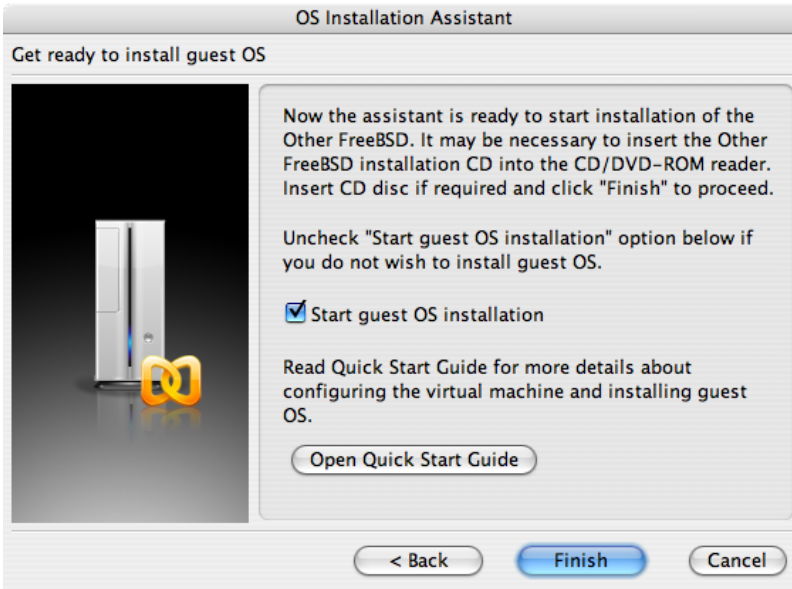 OS Installation Assistant
Get ready to install guest OS
Now the assistant is ready to start installation of the
Other FreeBSD. It may be necessary to insert the Other
FreeBSD installation CD into the CD/DVD-ROM reader.
Insert CD disc if required and click "Finish" to proceed.
Uncheck "Start guest OS installation" option below if
you do not wish to install guest OS.
Start guest OS installation
Read Quick Start Guide for more details about
configuring the virtual machine and installing guest
OS.
Open Quick Start Guide
< Back
Finish
Cancel